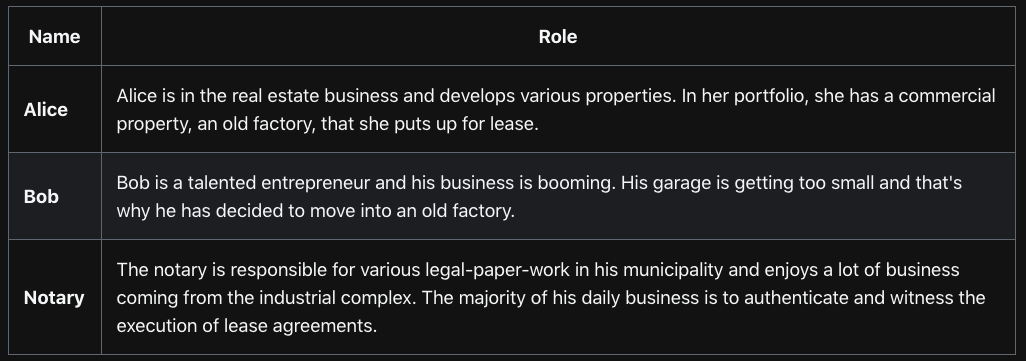 Name Role
Alice
Alice is in the real estate business and develops various properties. In her portfolio, she has a commercial
property, an old factory, that she puts up for lease.
Bob
Bob is a talented entrepreneur and his business is booming. His garage is getting too small and that's
why he has decided to move into an old factory.
Notary
The notary is responsible for various legal-paper-work in his municipality and enjoys a lot of business
coming from the industrial complex. The majority of his daily business is to authenticate and witness the
execution of lease agreements.